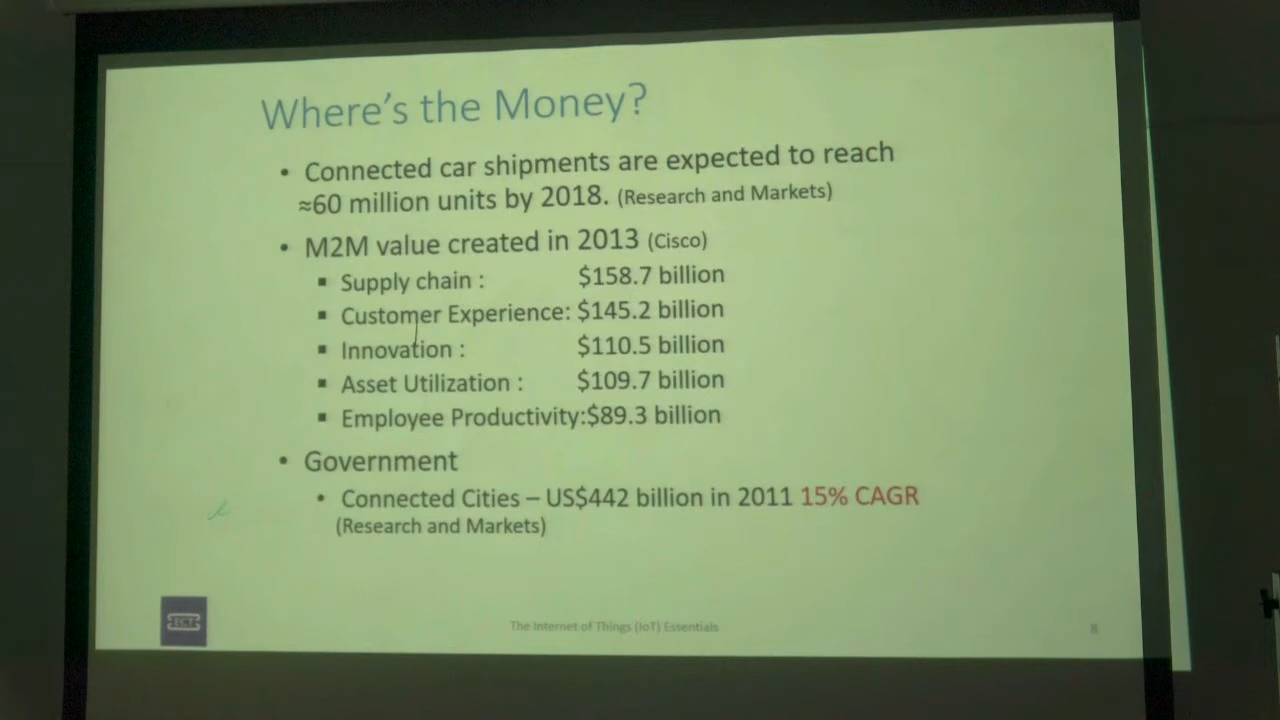 Where's the Money?
• Connected car shipments are expected to reach
≈60 million units by 2018. (Research and Markets)
• M2M value created in 2013 (Cisco)
▪ Supply chain : $158.7 billion
▪ Customer Experience: $145.2 billion
▪ Innovation : $110.5 billion
▪ Asset Utilization : $109.7 billion
▪ Employee Productivity:$89.3 billion
• Government
• Connected Cities – US$442 billion in 2011 15% CAGR
(Research and Markets)
ECT
The Internet of Things (IoT) Essentials
8